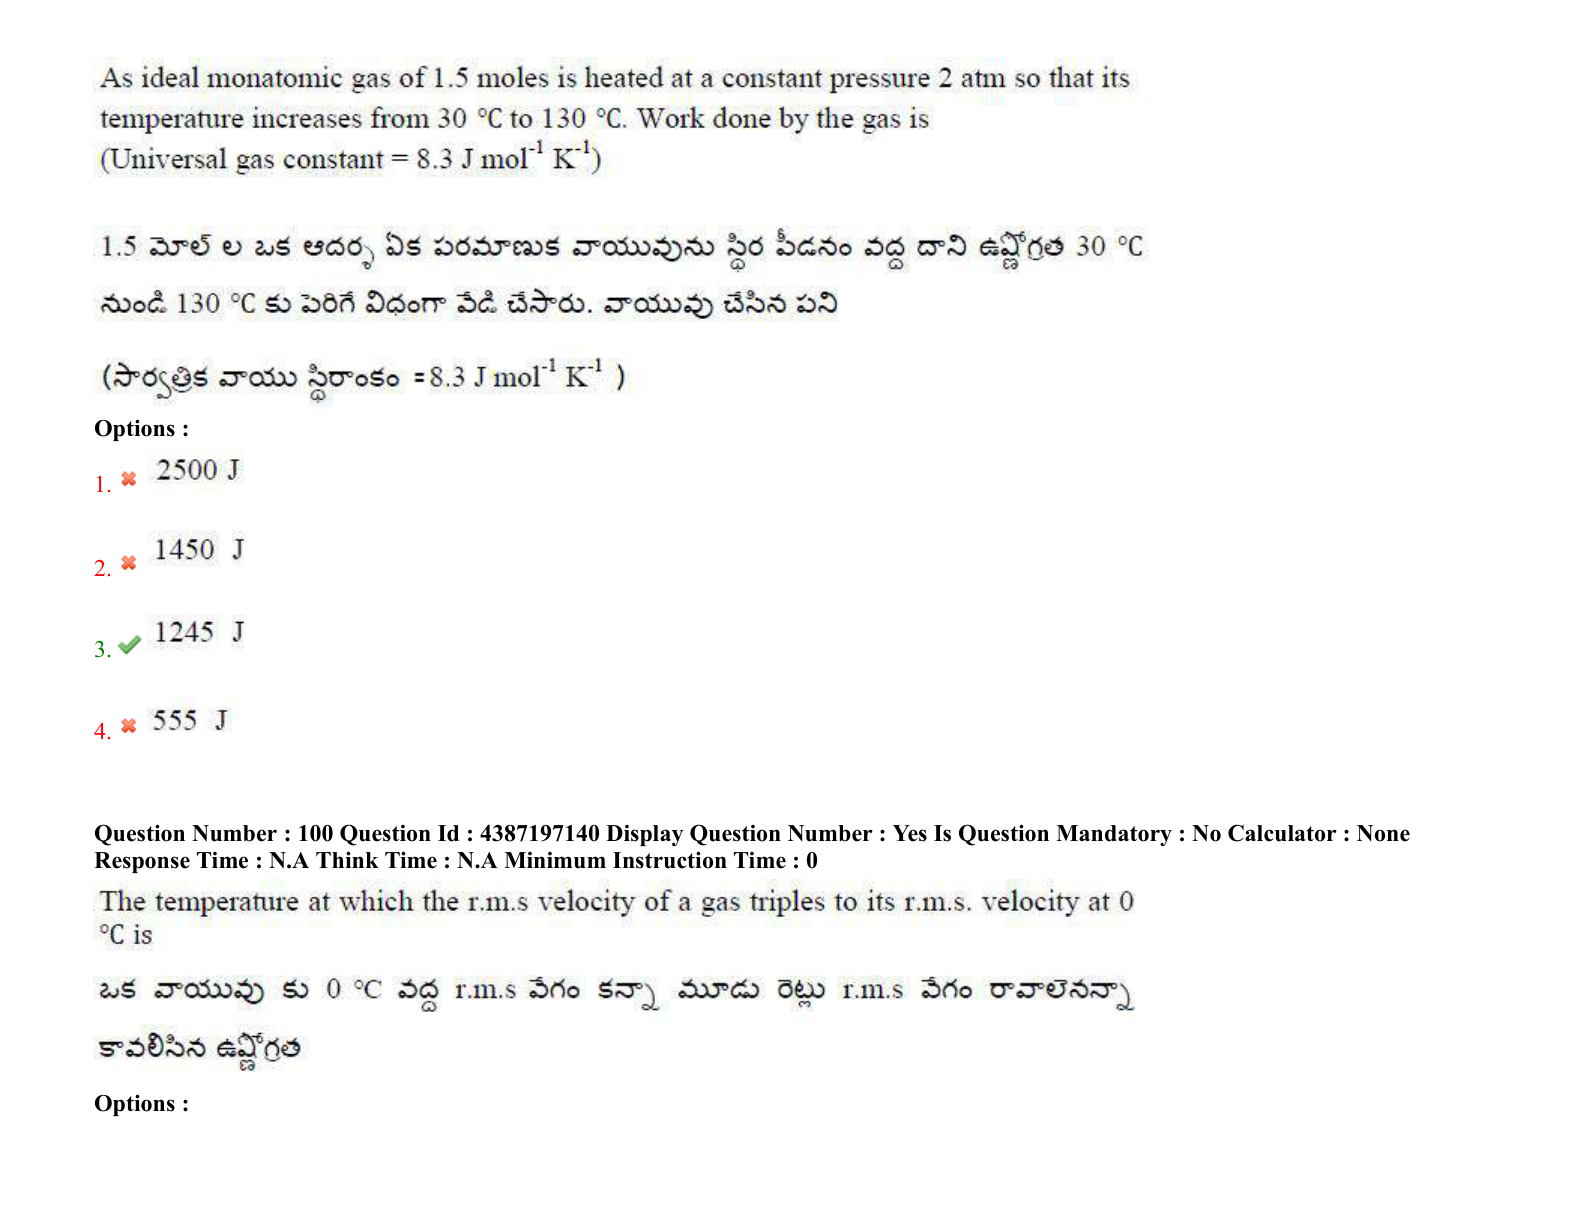 As ideal monatomic gas of 1.5 moles is heated at a constant pressure 2 atm so that its
temperature increases from 30 °C to 130 °C. Work done by the gas is
(Universal gas constant = 8.3 J mol⁻¹ K⁻¹)
1.5 మోల్ ల ఒక ఆదర్శ ఏక పరమాణుక వాయువును స్థిర పీడనం వద్ద దాని ఉష్ణోగ్రత 30 °C
నుండి 130 °C కు పెరిగే విధంగా వేడి చేసారు. వాయువు చేసిన పని
(సార్వత్రిక వాయు స్థిరాంకం =8.3 J mol⁻¹ K⁻¹ )
Options :
1. 2500 J
2. 1450 J
3. 1245 J
4. 555 J
Question Number : 100 Question Id : 4387197140 Display Question Number : Yes Is Question Mandatory : No Calculator : None
Response Time : N.A Think Time : N.A Minimum Instruction Time : 0
The temperature at which the r.m.s velocity of a gas triples to its r.m.s. velocity at 0
°C is
ఒక వాయువు కు 0 °C వద్ద r.m.s వేగం కన్నా మూడు రెట్లు r.m.s వేగం రావాలెనన్నా
కావలిసిన ఉష్ణోగ్రత
Options :